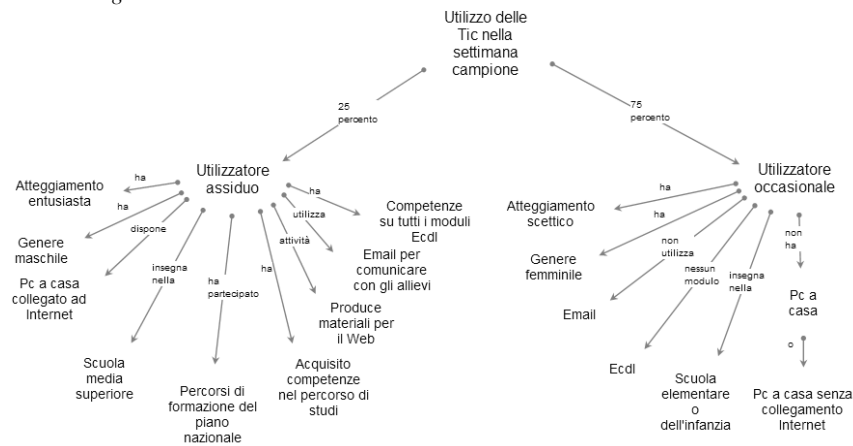 Utilizzo delle
Tic nella
settimana
campione
25
percento
75
percento
Utilizzatore
assiduo
Utilizzatore
occasionale
ha
Atteggiamento
entusiasta
ha
Genere
maschile
dispone
Pc a casa
collegato ad
Internet
insegna
nella
Scuola
media
superiore
ha
partecipato
Percorsi di
formazione del
piano
nazionale
ha
Acquisito
competenze
nel percorso di
studi
attività
Produce
materiali per
il Web
utilizza
Email per
comunicare
con gli allievi
ha
Competenze
su tutti i moduli
Ecdl
ha
Atteggiamento
scettico
ha
Genere
femminile
non
utilizza
Email
nessun
modulo
Ecdl
insegna
nella
Scuola
elementare
o
dell'infanzia
non
ha
Pc a
casa
o
Pc a casa senza
collegamento
Internet